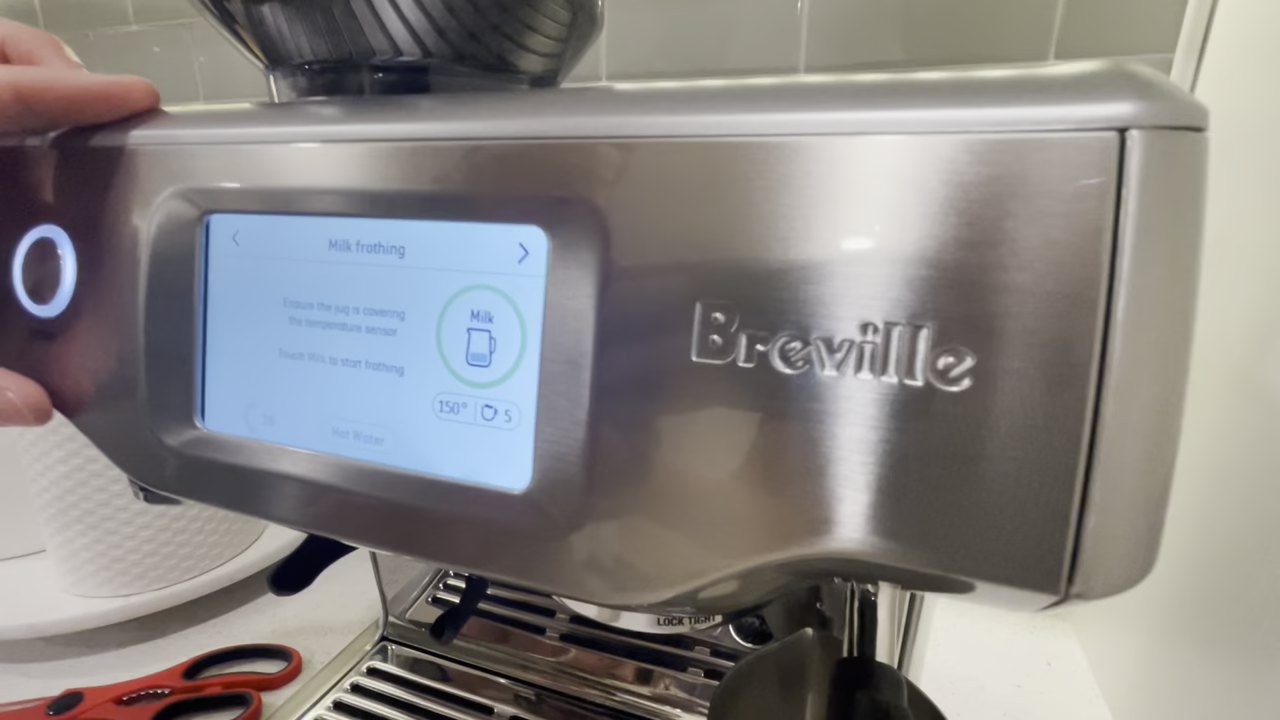 Milk frothing
Ensure the jug is covering
the temperature sensor
Milk
Touch Milk to start frothing
150° 5
Hot Water
Breville
LOCK TIGHT